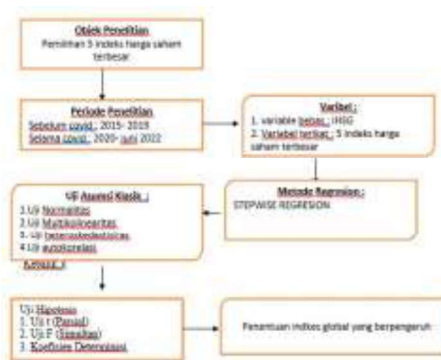 Objek Penelitian
Pemilihan 5 indeks harga saham
terbesar
Periode Penelitian
Sebelum covid : 2015- 2019
Selama covid : 2020- juni 2022
Varibel :
1. variable bebas : IHSG
2. Variabel terikat : 5 indeks harga
saham terbesar
Metode Regresion :
STEPWISE REGRESION
Uji Asumsi Klasik :
1.Uji Normalitas
2.Uji Multikolinearitas
3. Uji heteroskedastisitas
4.Uji autokorelasi
Uji Hipotesis
1. Uji t (Parsial)
2. Uji F (Simultan)
3. Koefisien Determinasi
Penentuan indkes global yang berpengaruh